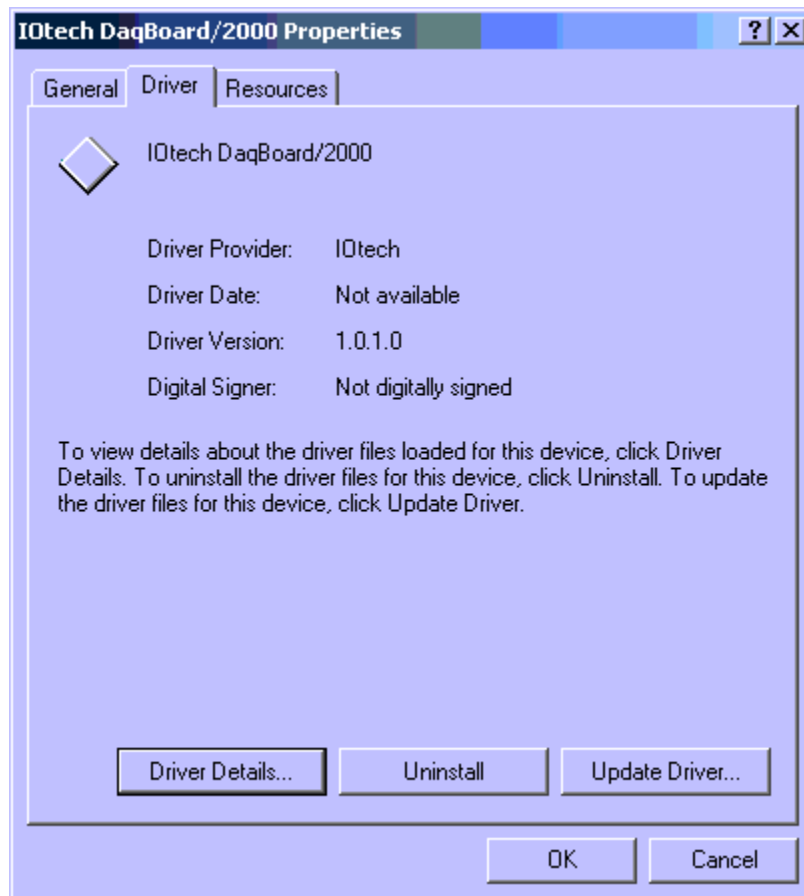 IOtech DaqBoard/2000 Properties
General Driver Resources
IOtech DaqBoard/2000
Driver Provider: IOtech
Driver Date: Not available
Driver Version: 1.0.1.0
Digital Signer: Not digitally signed
To view details about the driver files loaded for this device, click Driver
Details. To uninstall the driver files for this device, click Uninstall. To update
the driver files for this device, click Update Driver.
Driver Details... Uninstall Update Driver...
OK Cancel